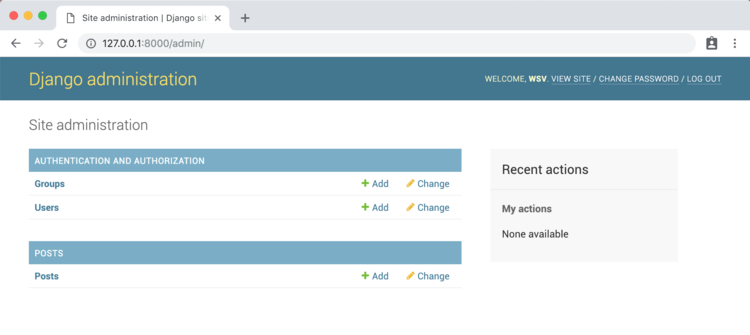 Site administration | Django sit
127.0.0.1:8000/admin/
Django administration
WELCOME, WSV. VIEW SITE / CHANGE PASSWORD / LOG OUT
Site administration
AUTHENTICATION AND AUTHORIZATION
Groups Add Change
Users Add Change
POSTS
Posts Add Change
Recent actions
My actions
None available